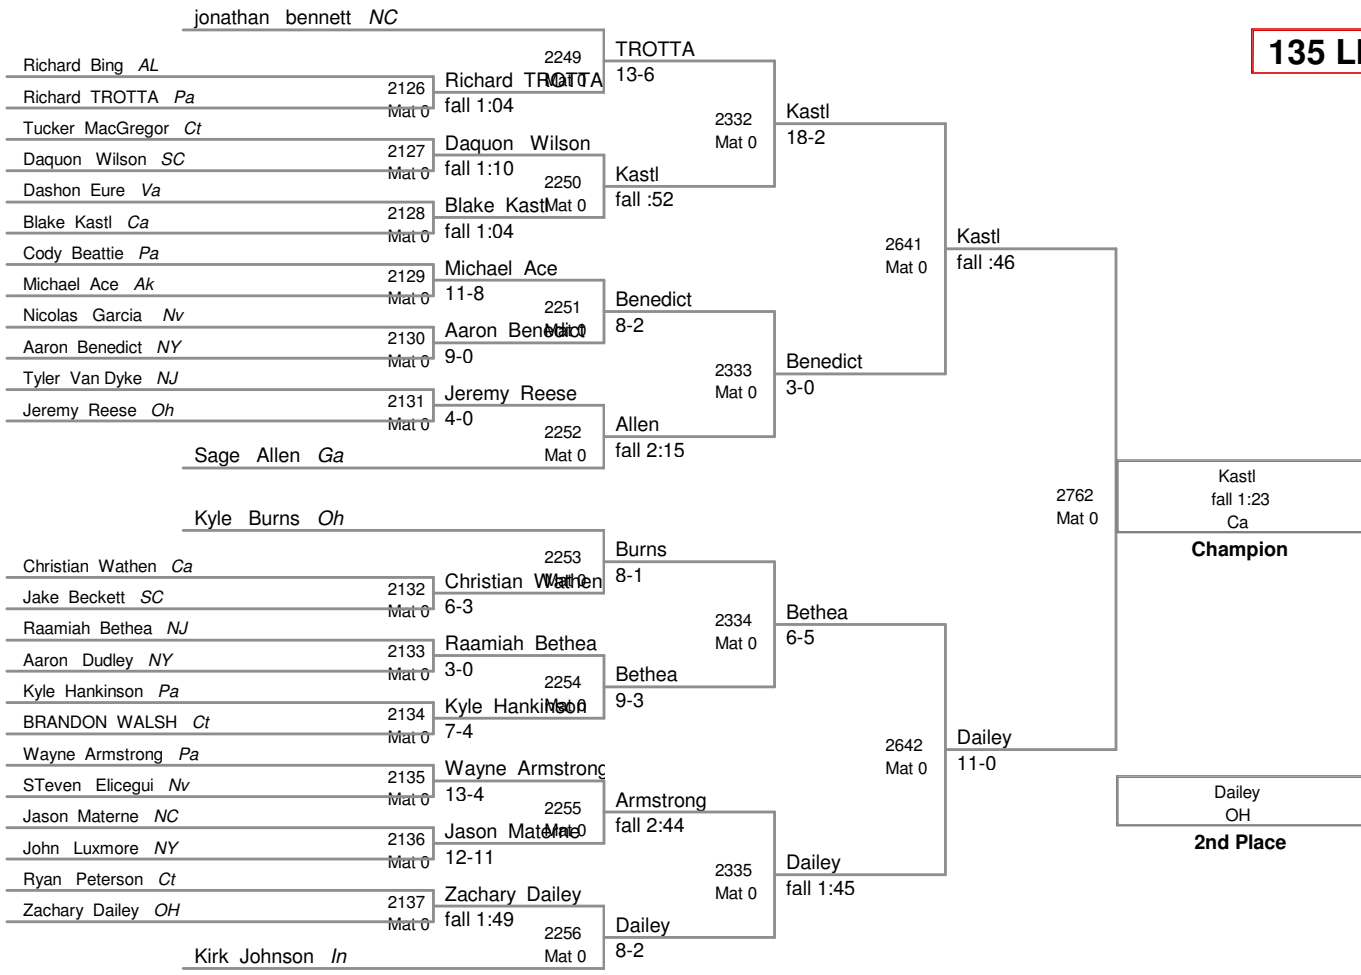 jonathan bennett NC
135 L
Richard Bing AL
Richard TROTTA Pa
Tucker MacGregor Ct
Daquon Wilson SC
Dashon Eure Va
Blake Kastl Ca
Cody Beattie Pa
Michael Ace Ak
Nicolas Garcia Nv
Aaron Benedict NY
Tyler Van Dyke NJ
Jeremy Reese Oh
Sage Allen Ga
2126
Mat 0
Richard TROTTA
fall 1:04
2127
Mat 0
Daquon Wilson
fall 1:10
2128
Mat 0
Blake Kastl
fall 1:04
2129
Mat 0
Michael Ace
11-8
2130
Mat 0
Aaron Benedict
9-0
2131
Mat 0
Jeremy Reese
4-0
2249
Mat 0
TROTTA
13-6
2250
Mat 0
Kastl
fall :52
2251
Mat 0
Benedict
8-2
2252
Mat 0
Allen
fall 2:15
2332
Mat 0
Kastl
18-2
2333
Mat 0
Benedict
3-0
2641
Mat 0
Kastl
fall :46
Kyle Burns Oh
Christian Wathen Ca
Jake Beckett SC
Raamiah Bethea NJ
Aaron Dudley NY
Kyle Hankinson Pa
BRANDON WALSH Ct
Wayne Armstrong Pa
STeven Elicegui Nv
Jason Materne NC
John Luxmore NY
Ryan Peterson Ct
Zachary Dailey OH
Kirk Johnson In
2132
Mat 0
Christian Wathen
6-3
2133
Mat 0
Raamiah Bethea
3-0
2134
Mat 0
Kyle Hankinson
7-4
2135
Mat 0
Wayne Armstrong
13-4
2136
Mat 0
Jason Materne
12-11
2137
Mat 0
Zachary Dailey
fall 1:49
2253
Mat 0
Burns
8-1
2254
Mat 0
Bethea
9-3
2255
Mat 0
Armstrong
fall 2:44
2256
Mat 0
Dailey
8-2
2334
Mat 0
Bethea
6-5
2335
Mat 0
Dailey
fall 1:45
2642
Mat 0
Dailey
11-0
2762
Mat 0
Kastl
fall 1:23
Ca
Champion
Dailey
OH
2nd Place